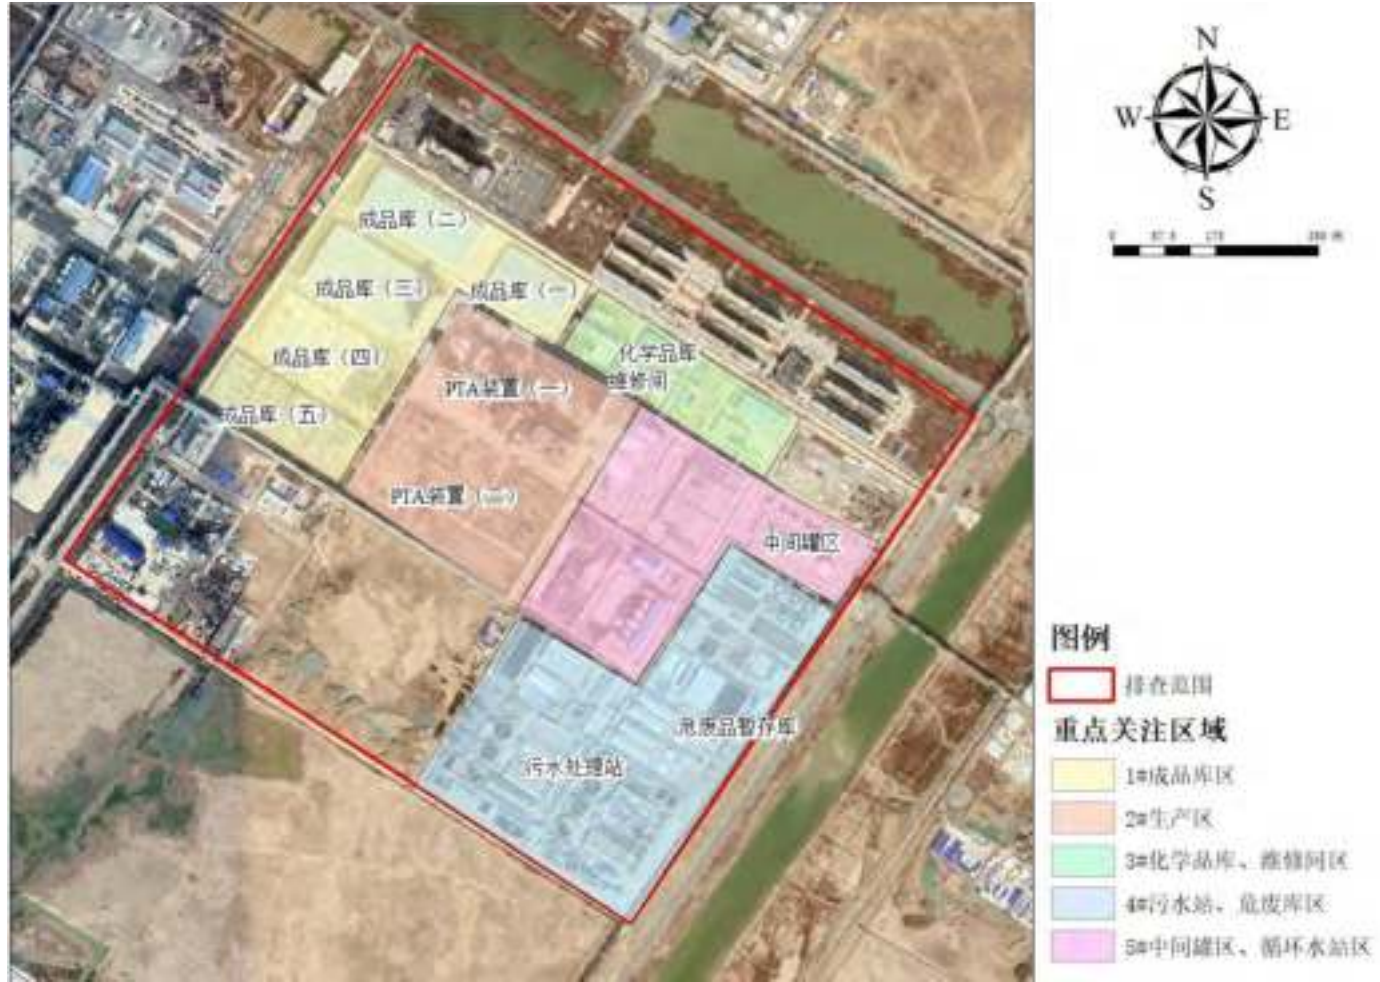 N
W
E
S
0
成品库（二）
成品库（三）
成品库（一）
成品库（四）
化学品库
维修间
PTA装置（一）
成品库（五）
PTA装置（二）
中间罐区
危废品暂存库
污水处理站
图例
排查范围
重点关注区域
1#成品库区
2#生产区
3#化学品库、维修间区
4#污水站、危废库区
5#中间罐区、循环水站区